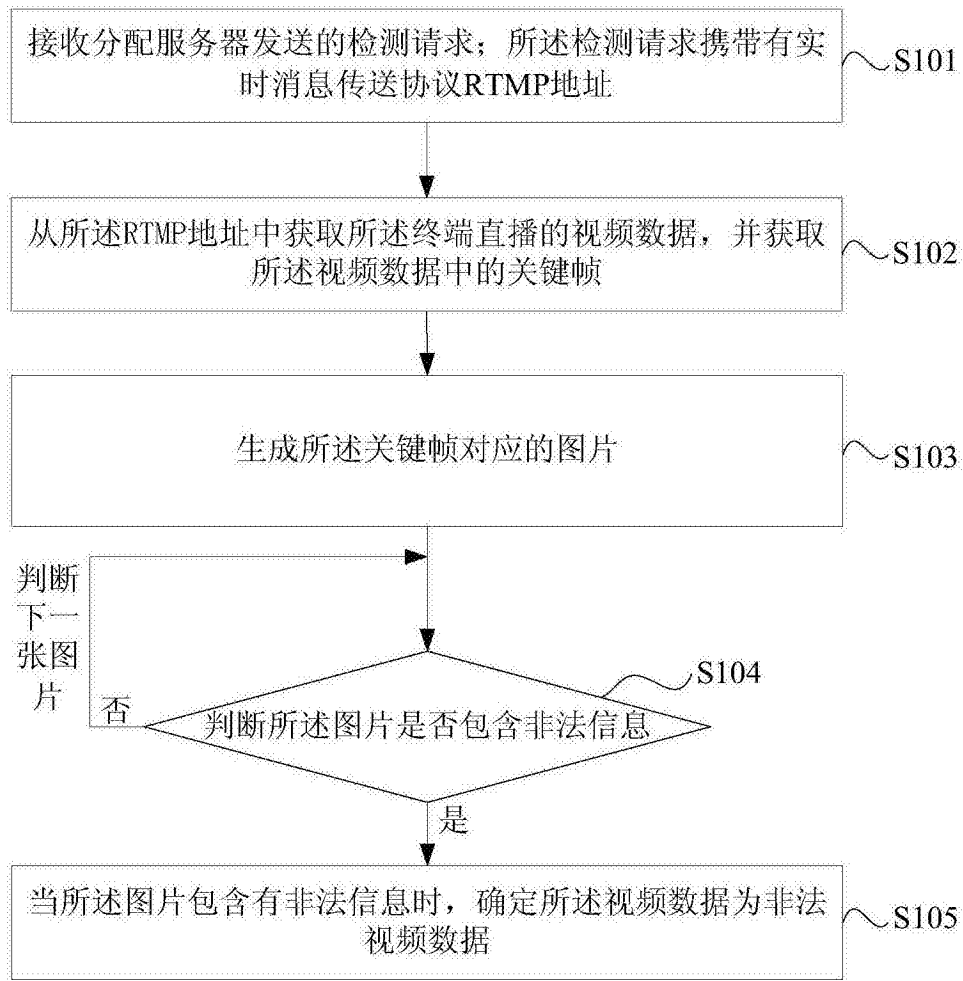 接收分配服务器发送的检测请求；所述检测请求携带有实
时消息传送协议RTMP地址
S101
从所述RTMP地址中获取所述终端直播的视频数据，并获取
所述视频数据中的关键帧
S102
生成所述关键帧对应的图片
S103
判断
下一
张图
片
否
S104
判断所述图片是否包含非法信息
是
当所述图片包含有非法信息时，确定所述视频数据为非法
视频数据
S105